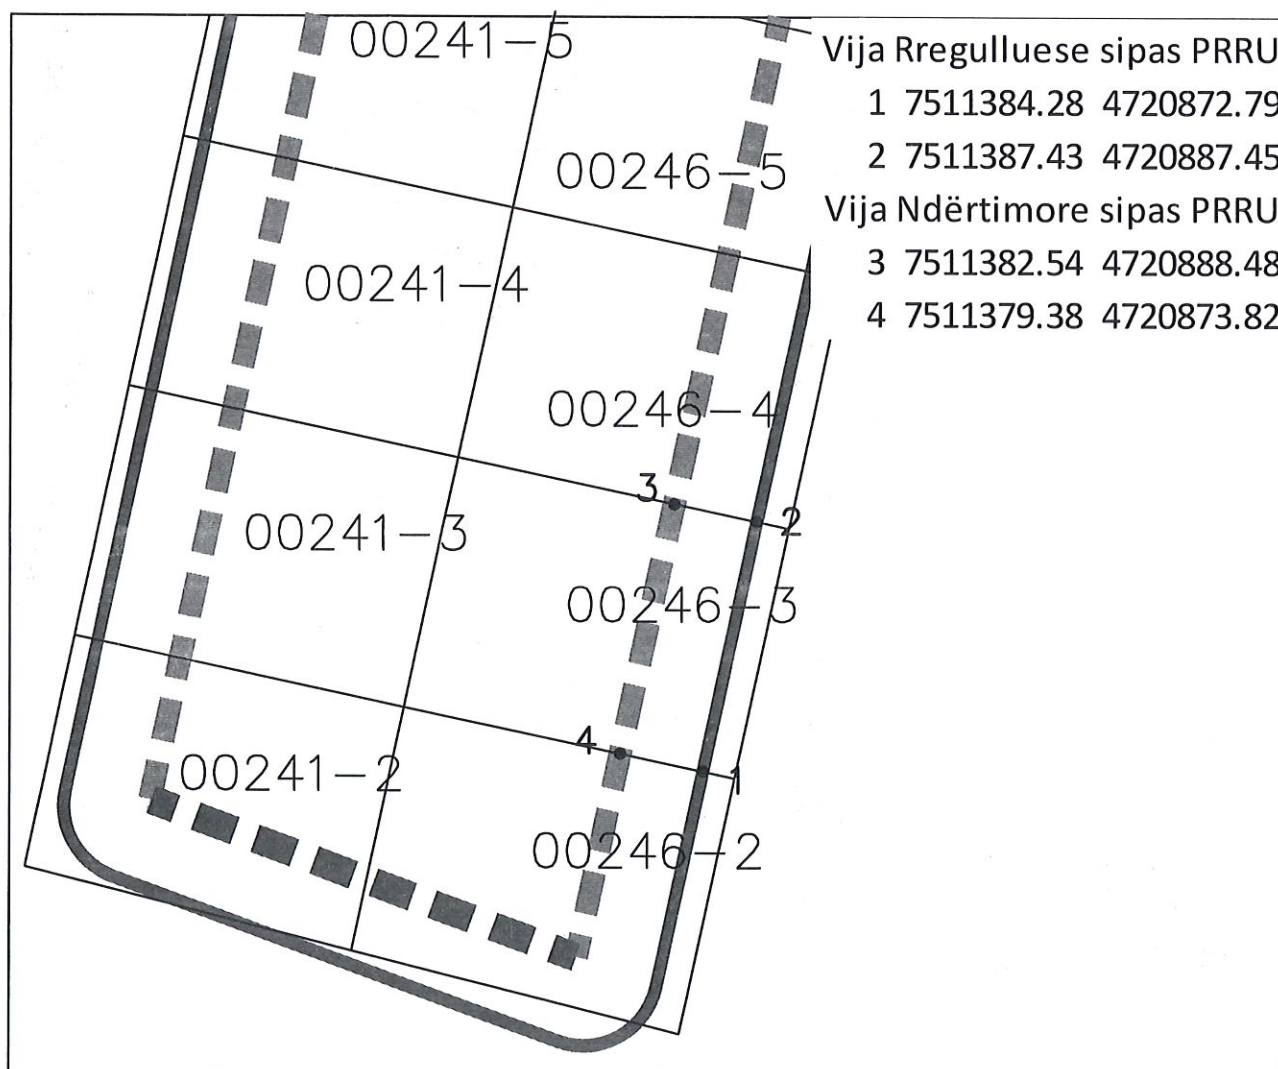 Vija Rregulluese sipas PRRU
1 7511384.28 4720872.79
2 7511387.43 4720887.45
Vija Ndërtimore sipas PRRU
3 7511382.54 4720888.48
4 7511379.38 4720873.82
00241-5
00246-5
00241-4
00246-4
3
2
00241-3
00246-3
4
1
00241-2
00246-2